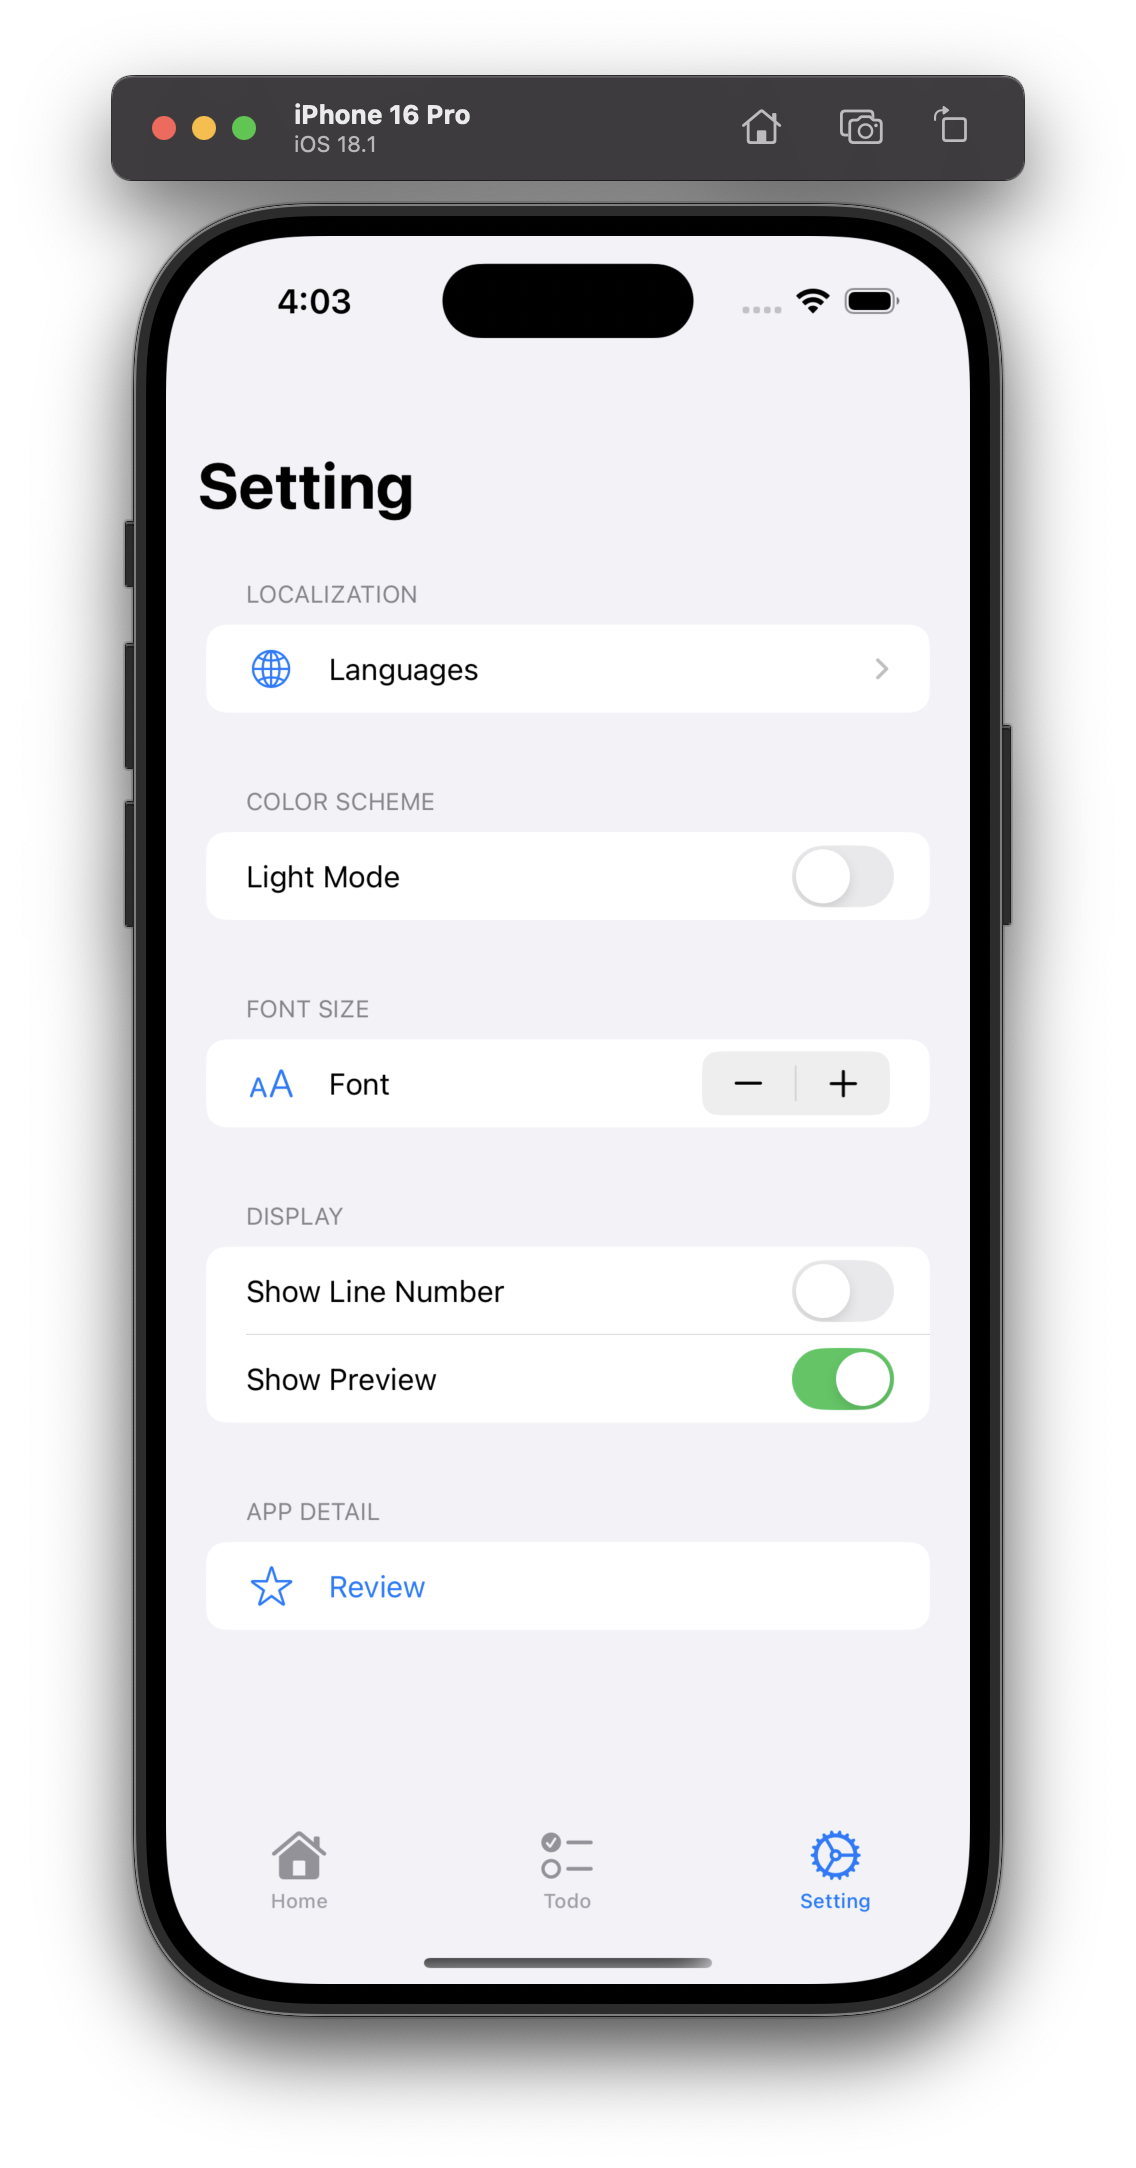 iPhone 16 Pro
iOS 18.1
4:03
Setting
LOCALIZATION
Languages
COLOR SCHEME
Light Mode
FONT SIZE
AA Font
DISPLAY
Show Line Number
Show Preview
APP DETAIL
Review
Home Todo Setting